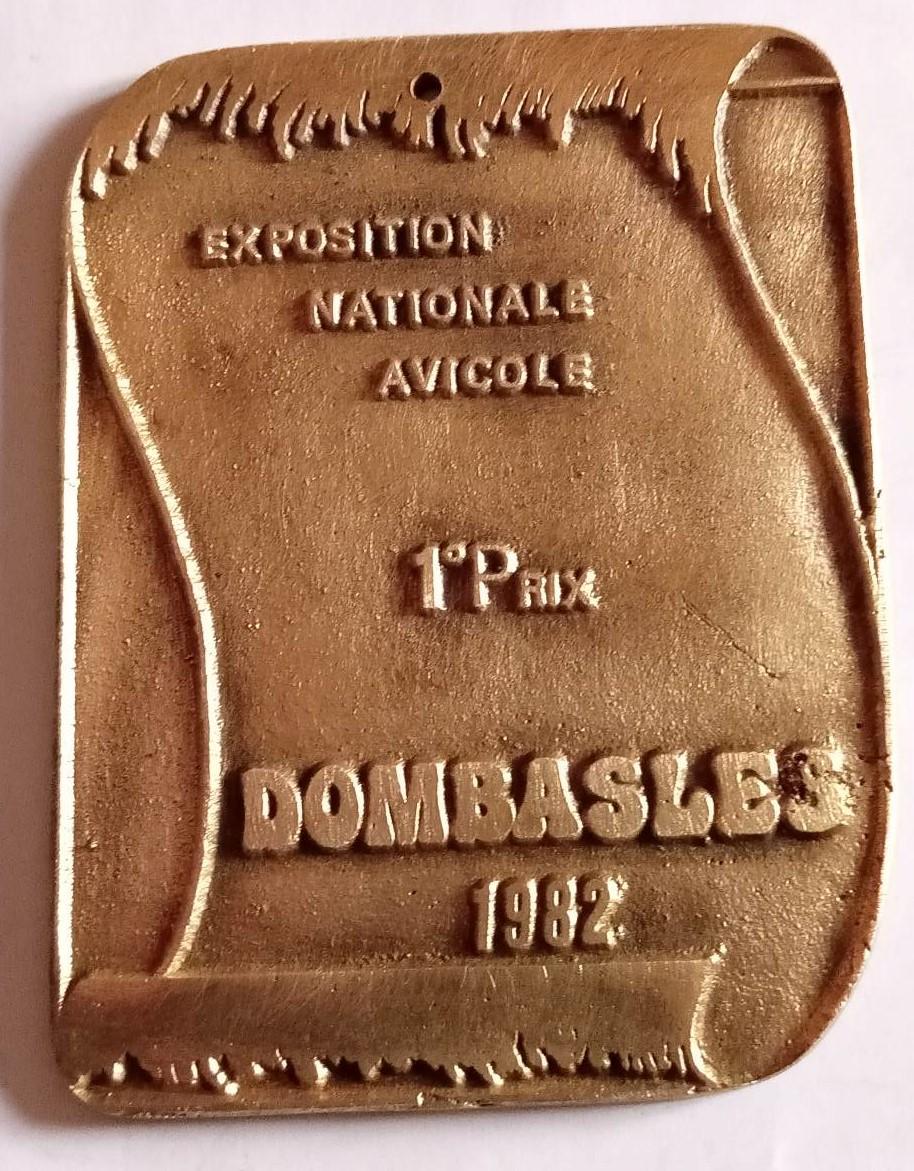 EXPOSITION
NATIONALE
AVICOLE
1° PRIX
DOMBASLES
1982